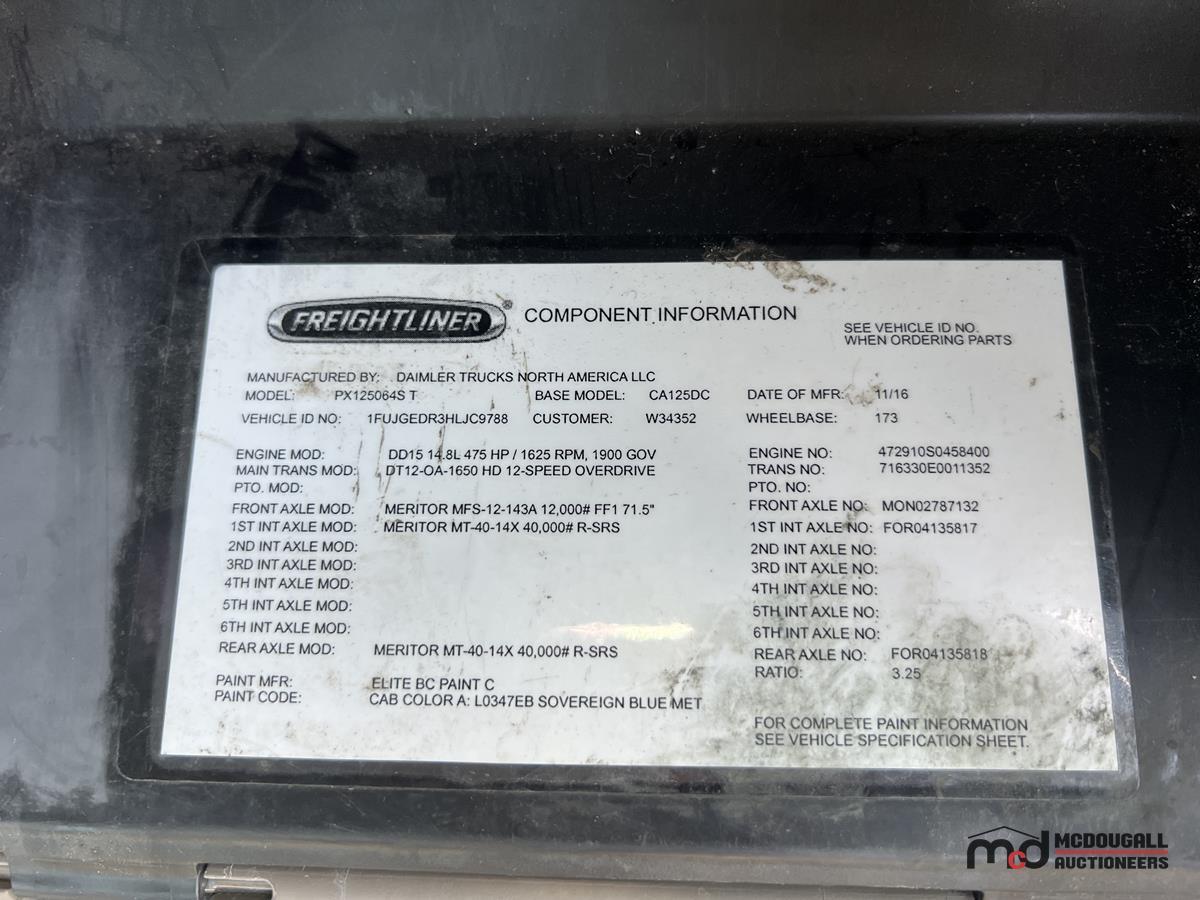 FREIGHTLINER® COMPONENT INFORMATION
SEE VEHICLE ID NO.
WHEN ORDERING PARTS
MANUFACTURED BY: DAIMLER TRUCKS NORTH AMERICA LLC
MODEL: PX125064S T BASE MODEL: CA125DC DATE OF MFR: 11/16
VEHICLE ID NO: 1FUJGEDR3HLJC9788 CUSTOMER: W34352 WHEELBASE: 173
ENGINE MOD: DD15 14.8L 475 HP / 1625 RPM, 1900 GOV ENGINE NO: 472910S0458400
MAIN TRANS MOD: DT12-OA-1650 HD 12-SPEED OVERDRIVE TRANS NO: 716330E0011352
PTO. MOD: PTO. NO:
FRONT AXLE MOD: MERITOR MFS-12-143A 12,000# FF1 71.5" FRONT AXLE NO: MON02787132
1ST INT AXLE MOD: MERITOR MT-40-14X 40,000# R-SRS 1ST INT AXLE NO: FOR04135817
2ND INT AXLE MOD: 2ND INT AXLE NO:
3RD INT AXLE MOD: 3RD INT AXLE NO:
4TH INT AXLE MOD: 4TH INT AXLE NO:
5TH INT AXLE MOD: 5TH INT AXLE NO:
6TH INT AXLE MOD: 6TH INT AXLE NO:
REAR AXLE MOD: MERITOR MT-40-14X 40,000# R-SRS REAR AXLE NO: FOR04135818
RATIO: 3.25
PAINT MFR: ELITE BC PAINT C
PAINT CODE: CAB COLOR A: L0347EB SOVEREIGN BLUE MET
FOR COMPLETE PAINT INFORMATION
SEE VEHICLE SPECIFICATION SHEET.
mcd MCDOUGALL
AUCTIONEERS